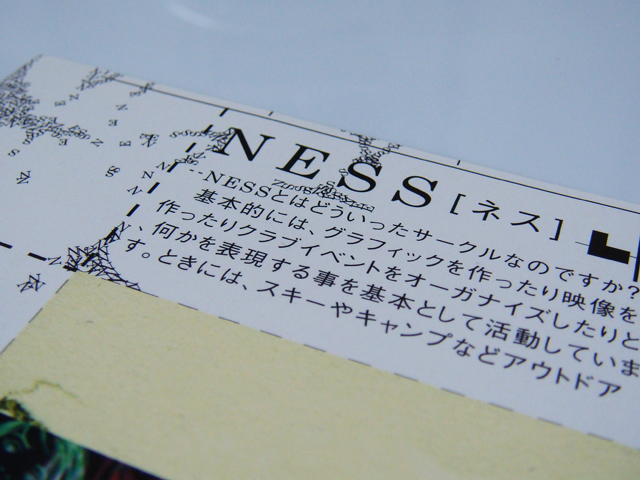 NESS [ネス]
NESSとはどういったサークルなのですか?
基本的には、グラフィックを作ったり映像を
作ったりクラブイベントをオーガナイズしたりと
、何かを表現する事を基本として活動していま
す。ときには、スキーやキャンプなどアウトドア